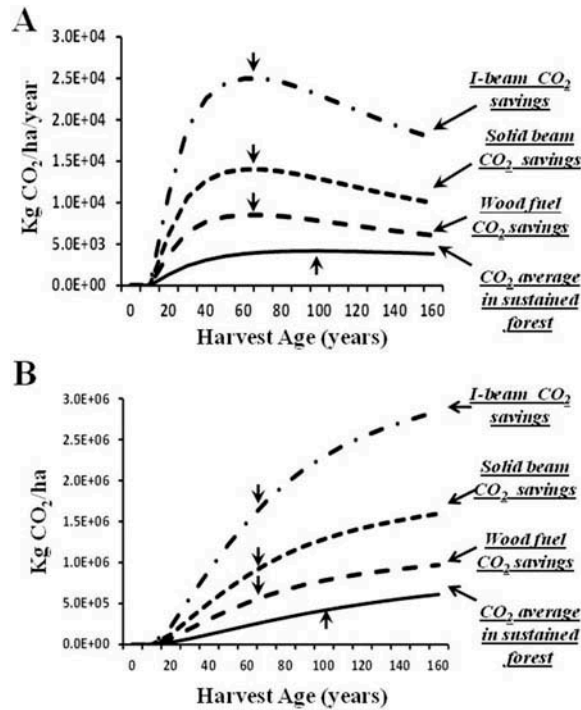 A
Kg CO₂/ha/year
3.0E+04
2.5E+04
2.0E+04
1.5E+04
1.0E+04
5.0E+03
0.0E+00
0 20 40 60 80 100 120 140 160
Harvest Age (years)
I-beam CO₂
savings
Solid beam
CO₂ savings
Wood fuel
CO₂ savings
CO₂ average
in sustained
forest
B
Kg CO₂/ha
3.0E+06
2.5E+06
2.0E+06
1.5E+06
1.0E+06
5.0E+05
0.0E+00
0 20 40 60 80 100 120 140 160
Harvest Age (years)
I-beam CO₂
savings
Solid beam
CO₂ savings
Wood fuel
CO₂ savings
CO₂ average
in sustained
forest